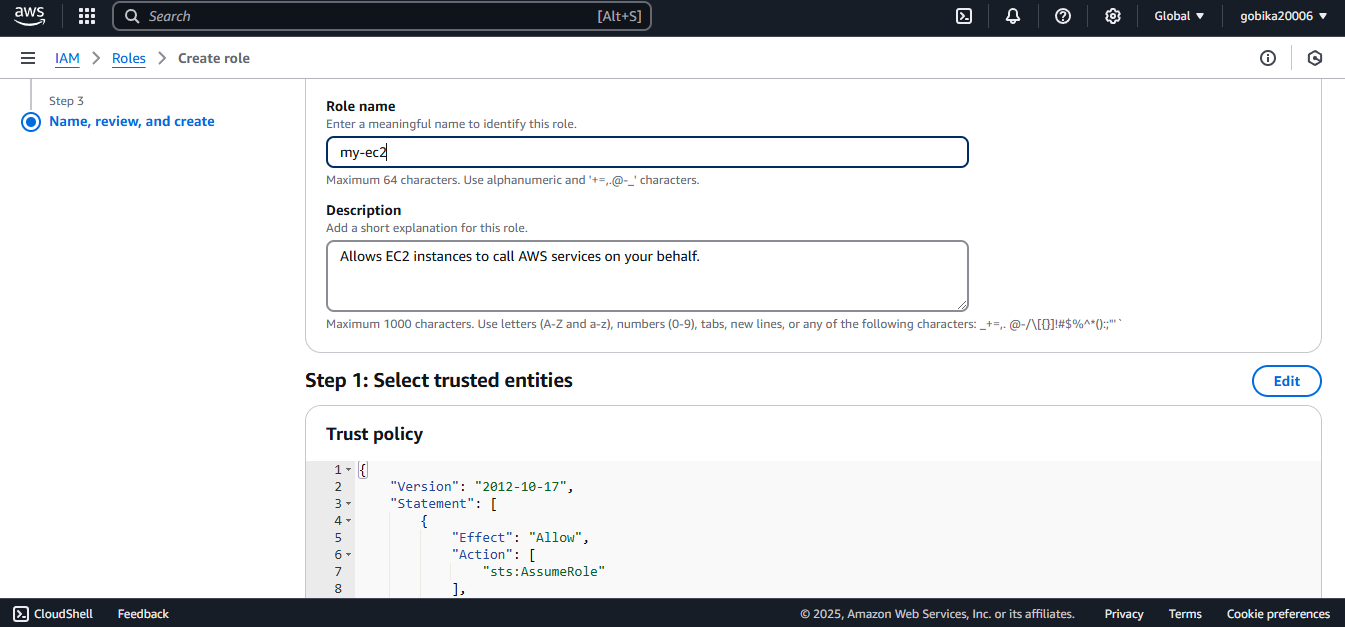 aws Search [Alt+S] Global gobika20006
IAM Roles Create role
Step 3
Name, review, and create
Role name
Enter a meaningful name to identify this role.
my-ec2
Maximum 64 characters. Use alphanumeric and '+=,.@-_' characters.
Description
Add a short explanation for this role.
Allows EC2 instances to call AWS services on your behalf.
Maximum 1000 characters. Use letters (A-Z and a-z), numbers (0-9), tabs, new lines, or any of the following characters: _+=,. @-/\[{}]!#$%^*();:"'`
Step 1: Select trusted entities Edit
Trust policy
1 {
2 "Version": "2012-10-17",
3 "Statement": [
4 {
5 "Effect": "Allow",
6 "Action": [
7 "sts:AssumeRole"
8 ],
CloudShell Feedback © 2025, Amazon Web Services, Inc. or its affiliates. Privacy Terms Cookie preferences